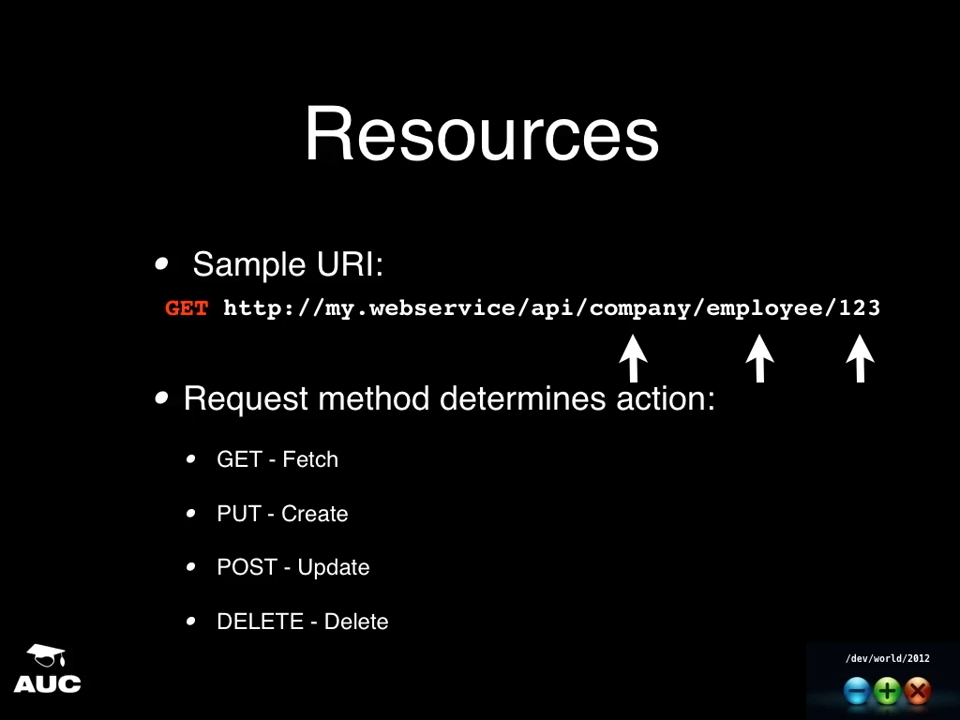 Resources
• Sample URI:
GET http://my.webservice/api/company/employee/123
• Request method determines action:
• GET - Fetch
• PUT - Create
• POST - Update
• DELETE - Delete
AUC
/dev/world/2012